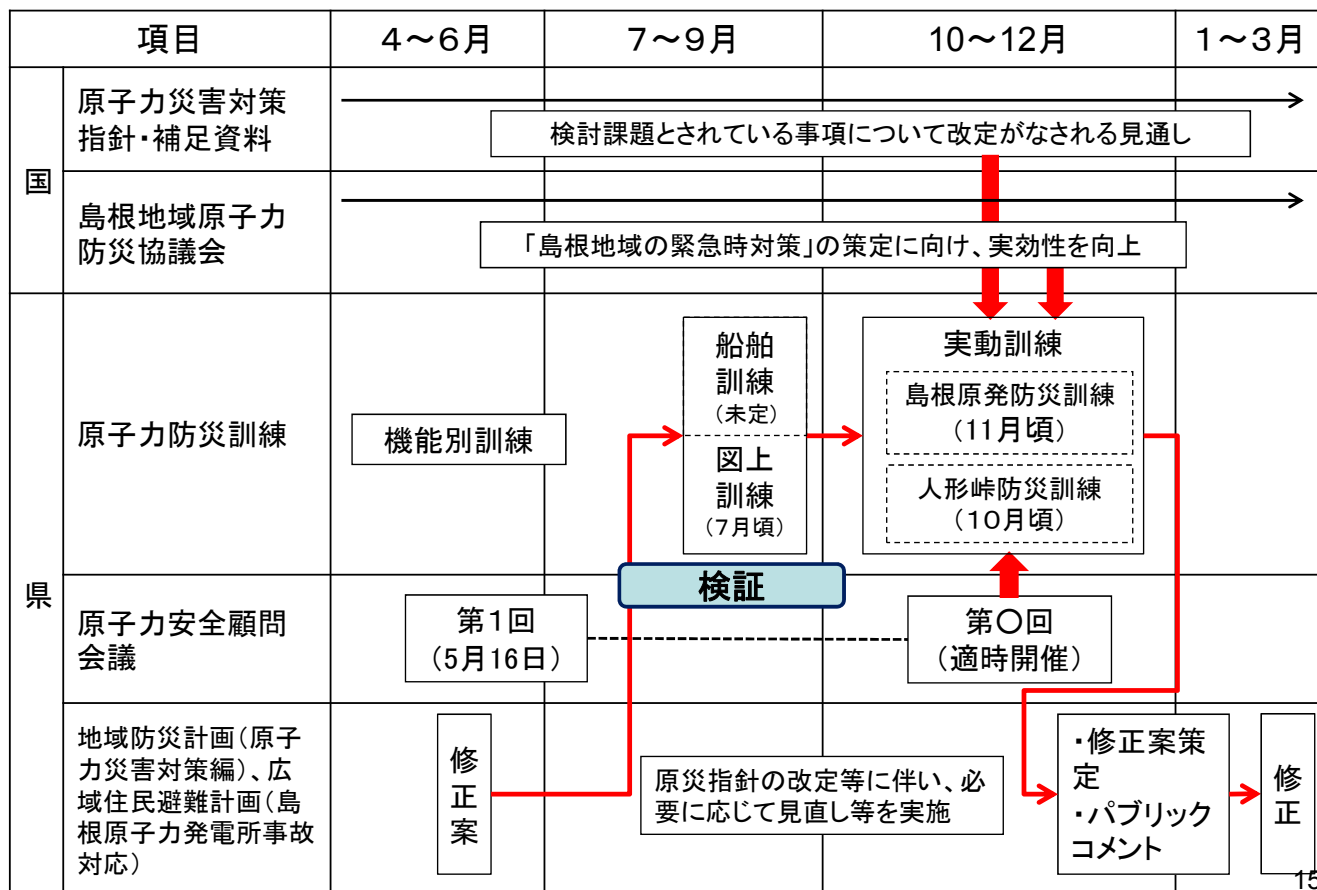 項目
４～６月
７～９月
10～12月
１～３月
国
原子力災害対策
指針・補足資料
検討課題とされている事項について改定がなされる見通し
島根地域原子力
防災協議会
「島根地域の緊急時対策」の策定に向け、実効性を向上
県
原子力防災訓練
機能別訓練
船舶
訓練
（未定）
図上
訓練
（7月頃）
実動訓練
島根原発防災訓練
（11月頃）
人形峠防災訓練
（１０月頃）
検証
原子力安全顧問
会議
第１回
（5月16日）
第〇回
（適時開催）
地域防災計画（原子
力災害対策編）、広
域住民避難計画（島
根原子力発電所事故
対応）
修
正
案
原災指針の改定等に伴い、必
要に応じて見直し等を実施
・修正案策
定
・パブリック
コメント
修
正
15